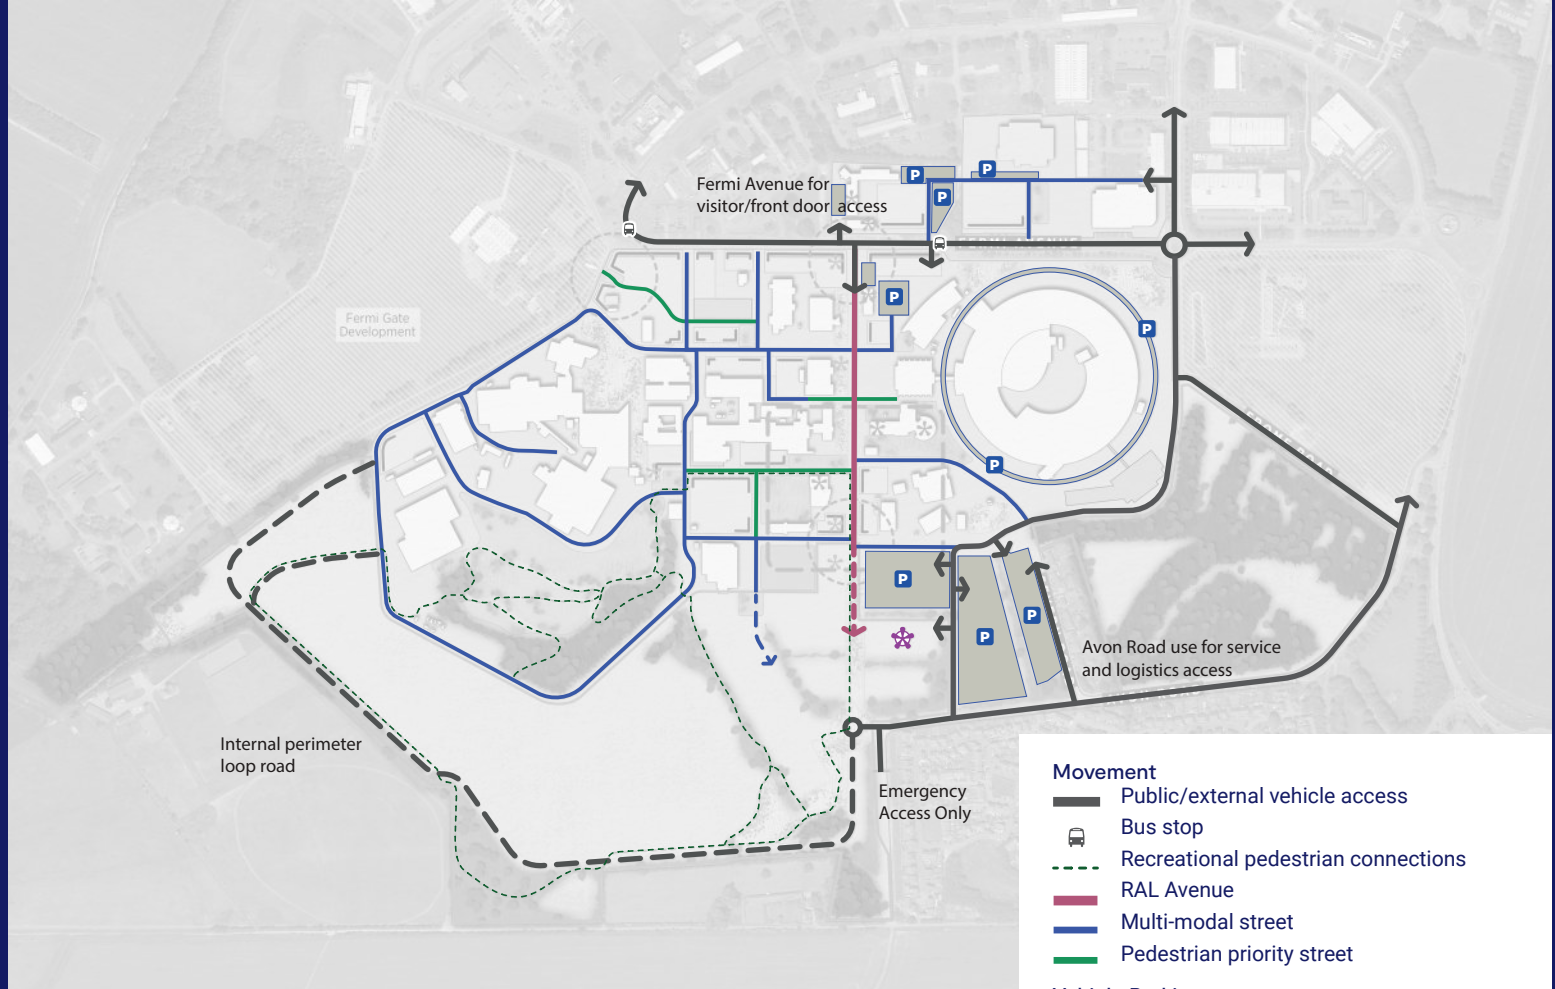 Fermi Avenue for
visitor/front door access
P
P
P
P
P
Fermi Gate
Development
P
P
P
P
Avon Road use for service
and logistics access
Internal perimeter
loop road
Emergency
Access Only
Movement
Public/external vehicle access
Bus stop
Recreational pedestrian connections
RAL Avenue
Multi-modal street
Pedestrian priority street